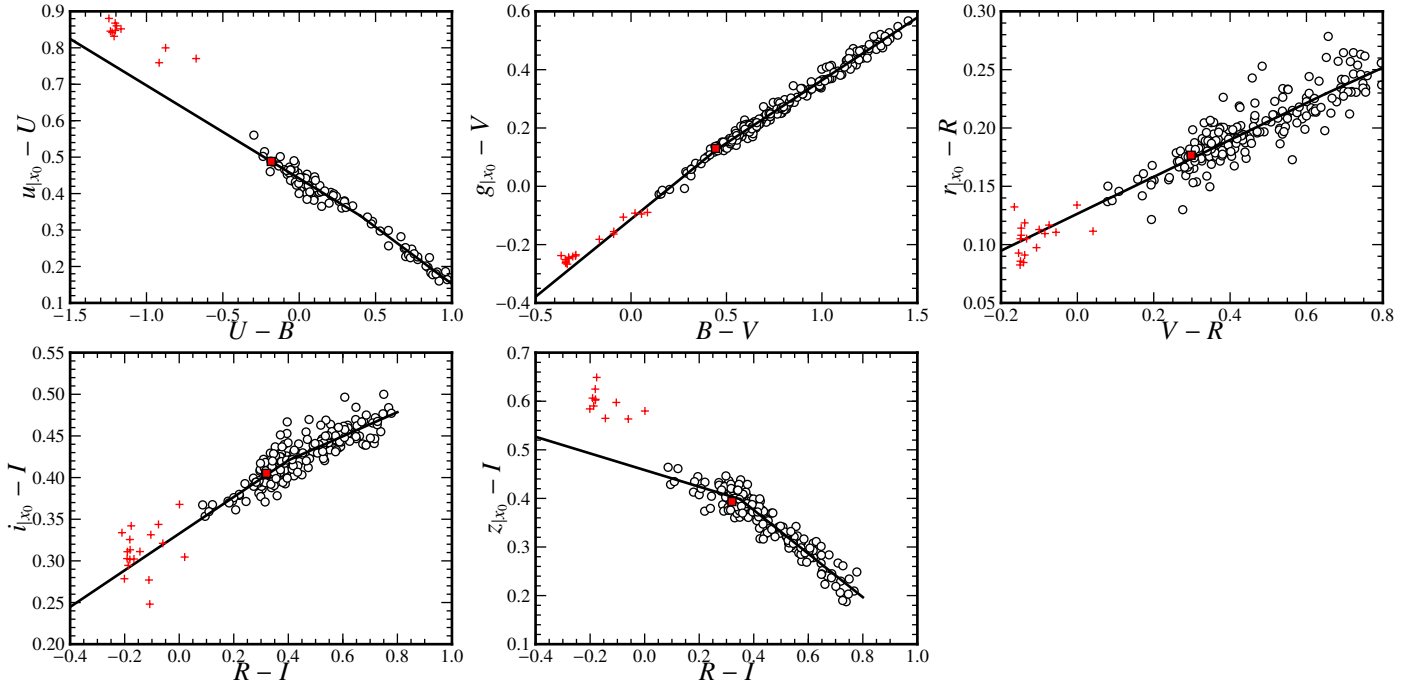 0.9
0.8
0.7
0.6
0.5
0.4
0.3
0.2
0.1
u|x₀ − U
−1.5 −1.0 −0.5 0.0 0.5 1.0
U − B
0.6
0.4
0.2
0.0
−0.2
−0.4
g|x₀ − V
−0.5 0.0 0.5 1.0 1.5
B − V
0.30
0.25
0.20
0.15
0.10
0.05
r|x₀ − R
−0.2 0.0 0.2 0.4 0.6 0.8
V − R
0.55
0.50
0.45
0.40
0.35
0.30
0.25
0.20
i|x₀ − I
−0.4 −0.2 0.0 0.2 0.4 0.6 0.8 1.0
R − I
0.7
0.6
0.5
0.4
0.3
0.2
0.1
z|x₀ − I
−0.4 −0.2 0.0 0.2 0.4 0.6 0.8 1.0
R − I